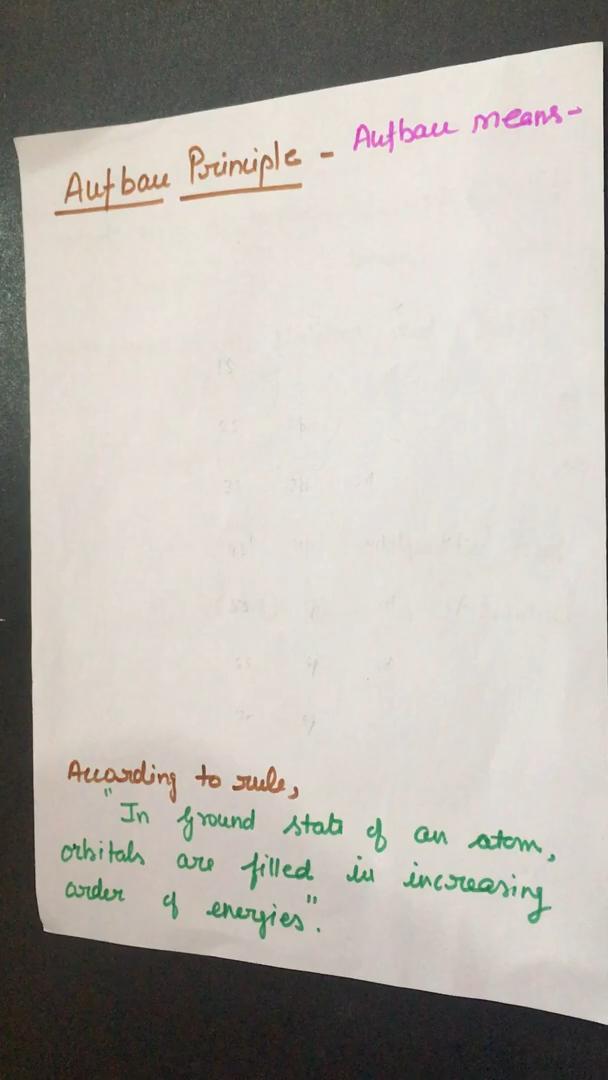 Aufbau Principle - Aufbau means-
According to rule,
"In ground state of an atom,
orbitals are filled in increasing
order of energies".